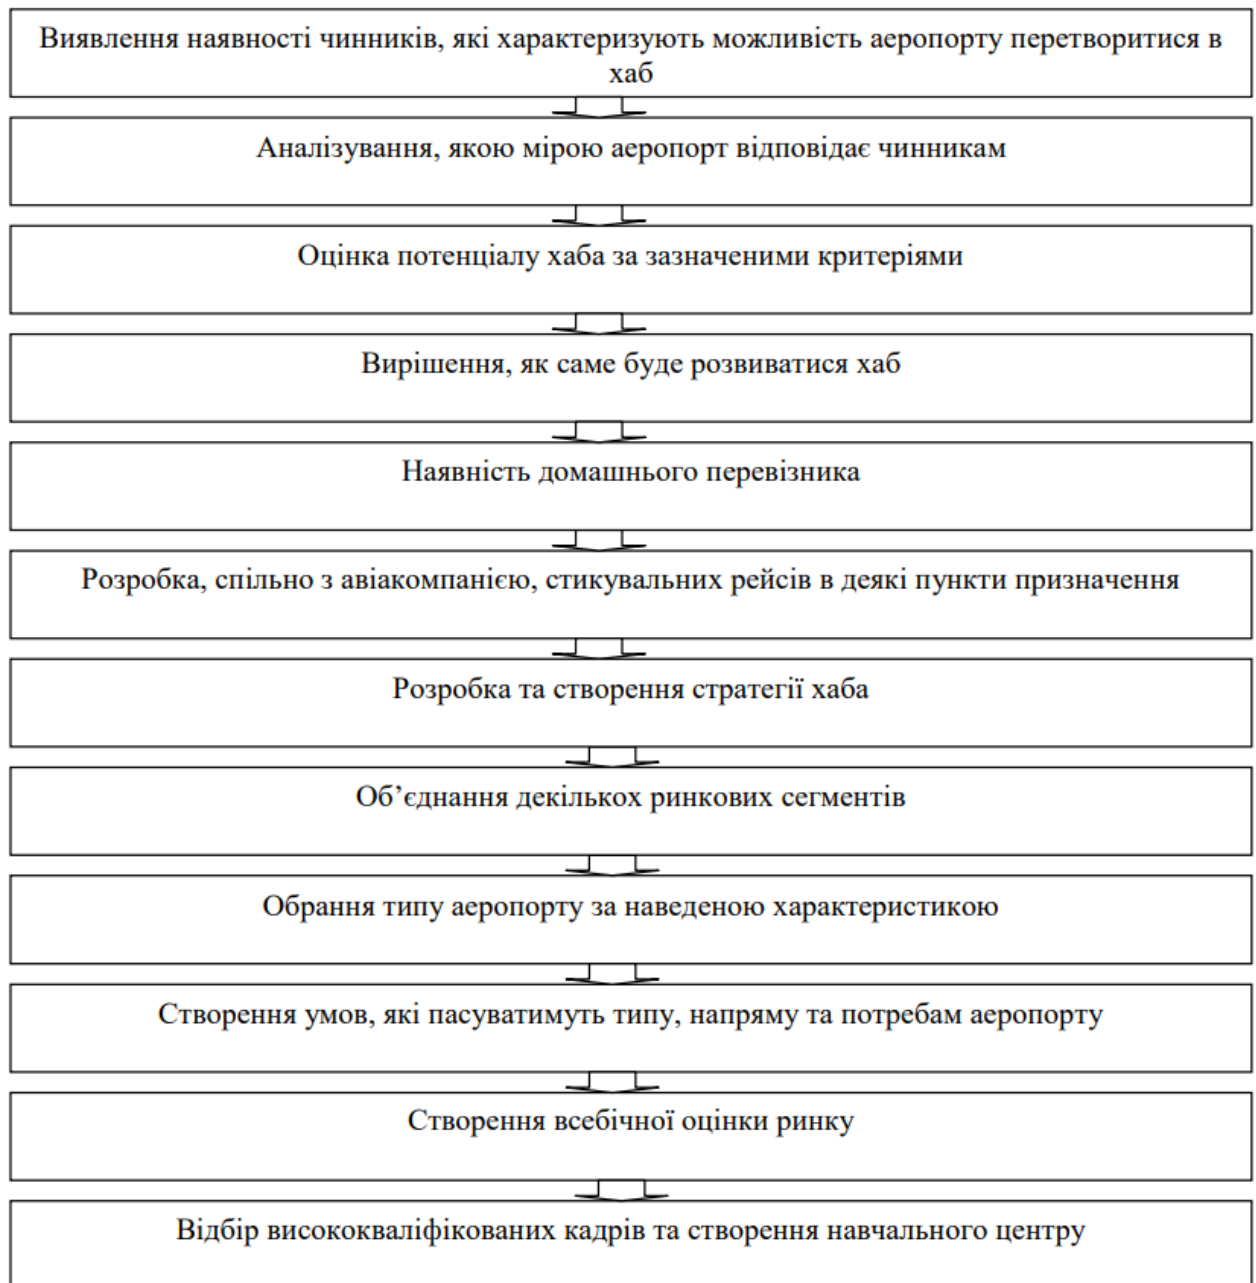 Виявлення наявності чинників, які характеризують можливість аеропорту перетворитися в
хаб
Аналізування, якою мірою аеропорт відповідає чинникам
Оцінка потенціалу хаба за зазначеними критеріями
Вирішення, як саме буде розвиватися хаб
Наявність домашнього перевізника
Розробка, спільно з авіакомпанією, стикувальних рейсів в деякі пункти призначення
Розробка та створення стратегії хаба
Об’єднання декількох ринкових сегментів
Обрання типу аеропорту за наведеною характеристикою
Створення умов, які пасуватимуть типу, напряму та потребам аеропорту
Створення всебічної оцінки ринку
Відбір висококваліфікованих кадрів та створення навчального центру